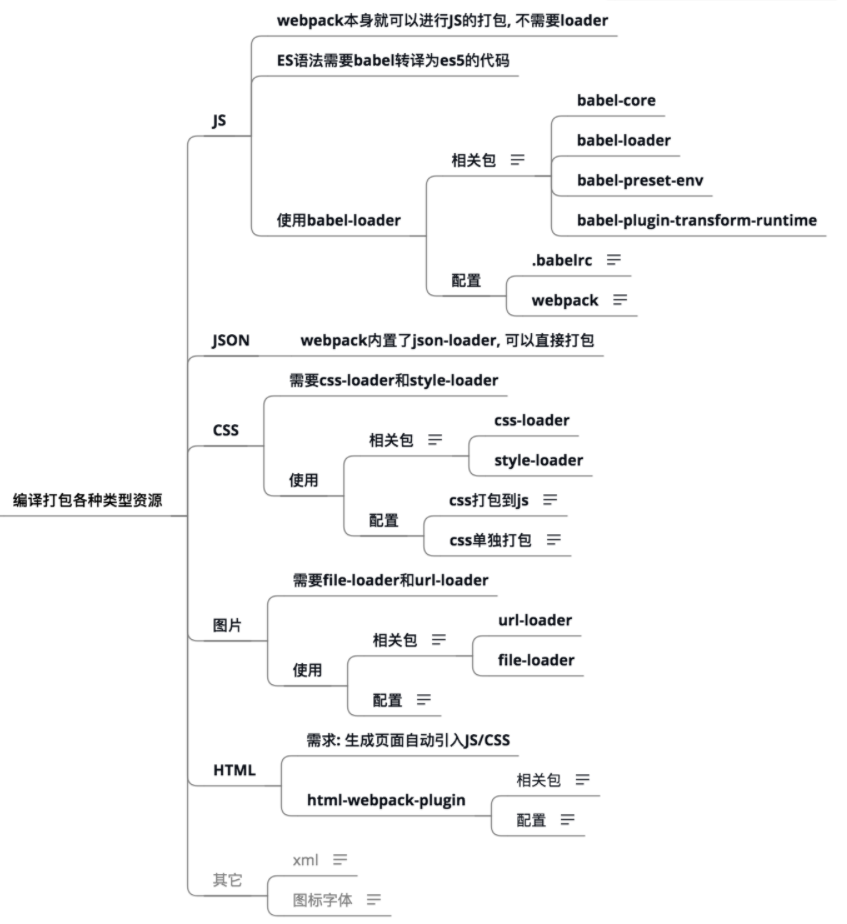 webpack本身就可以进行JS的打包, 不需要loader
ES语法需要babel转译为es5的代码
babel-core
JS
babel-loader
相关包
babel-preset-env
使用babel-loader
babel-plugin-transform-runtime
.babelrc
配置
webpack
JSON
webpack内置了json-loader, 可以直接打包
需要css-loader和style-loader
css-loader
CSS
相关包
style-loader
使用
编译打包各种类型资源
css打包到js
配置
css单独打包
需要file-loader和url-loader
url-loader
图片
相关包
file-loader
使用
配置
需求: 生成页面自动引入JS/CSS
HTML
相关包
html-webpack-plugin
配置
xml
其它
图标字体